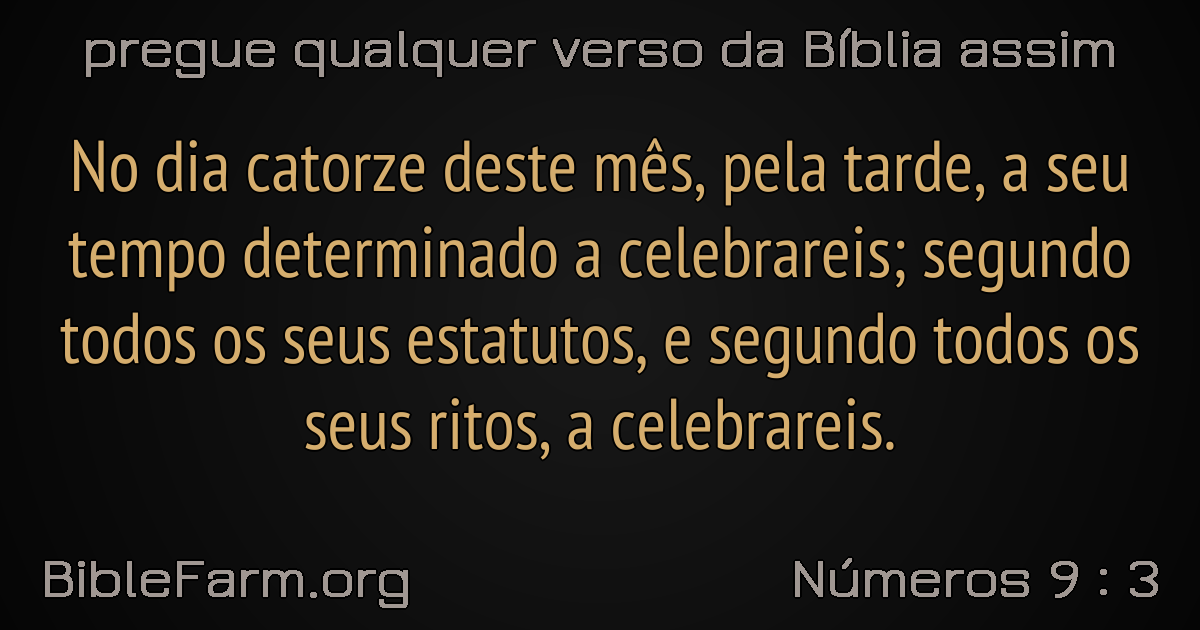 pregue qualquer verso da Bíblia assim
No dia catorze deste mês, pela tarde, a seu
tempo determinado a celebrareis; segundo
todos os seus estatutos, e segundo todos os
seus ritos, a celebrareis.
BibleFarm.org
Números 9 : 3